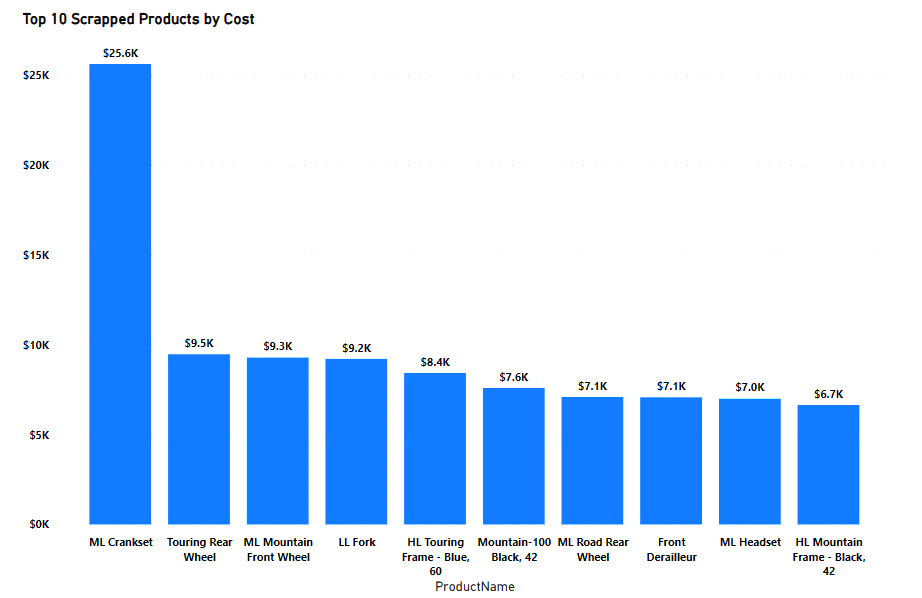 Top 10 Scrapped Products by Cost
$25.6K
$25K
$20K
$15K
$10K
$5K
$0K
$9.5K
$9.3K
$9.2K
$8.4K
$7.6K
$7.1K
$7.1K
$7.0K
$6.7K
ML Crankset
Touring Rear
Wheel
ML Mountain
Front Wheel
LL Fork
HL Touring
Frame - Blue,
60
Mountain-100
Black, 42
ML Road Rear
Wheel
Front
Derailleur
ML Headset
HL Mountain
Frame - Black,
42
ProductName